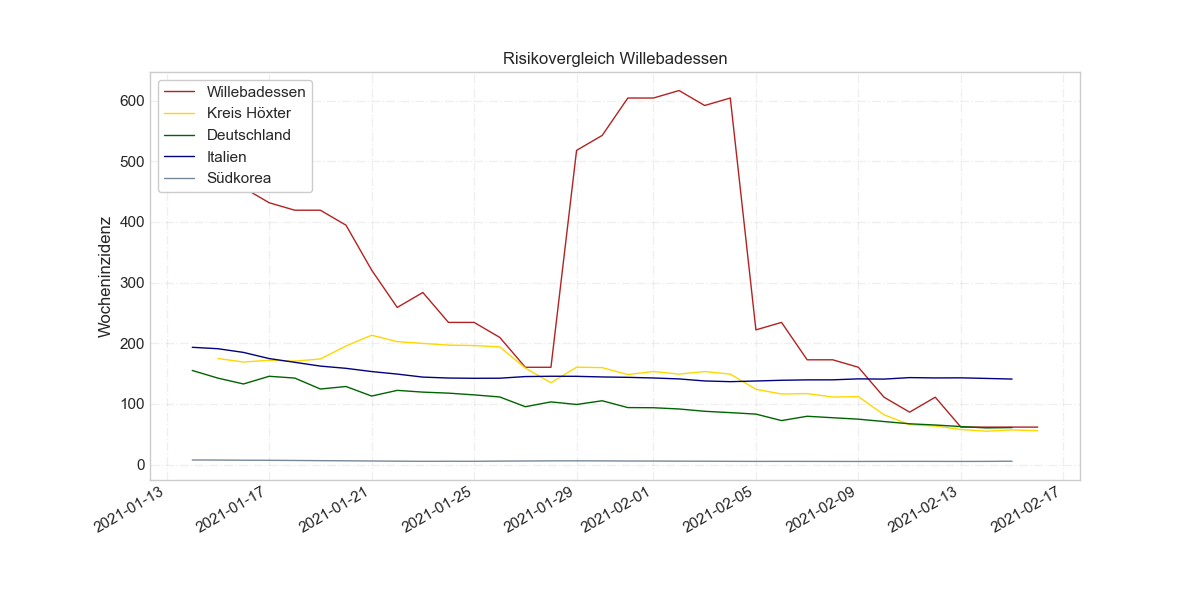 Risikovergleich Willebadessen
Willebadessen
Kreis Höxter
Deutschland
Italien
Südkorea
Wocheninzidenz
600
500
400
300
200
100
0
2021-01-13
2021-01-17
2021-01-21
2021-01-25
2021-01-29
2021-02-01
2021-02-05
2021-02-09
2021-02-13
2021-02-17